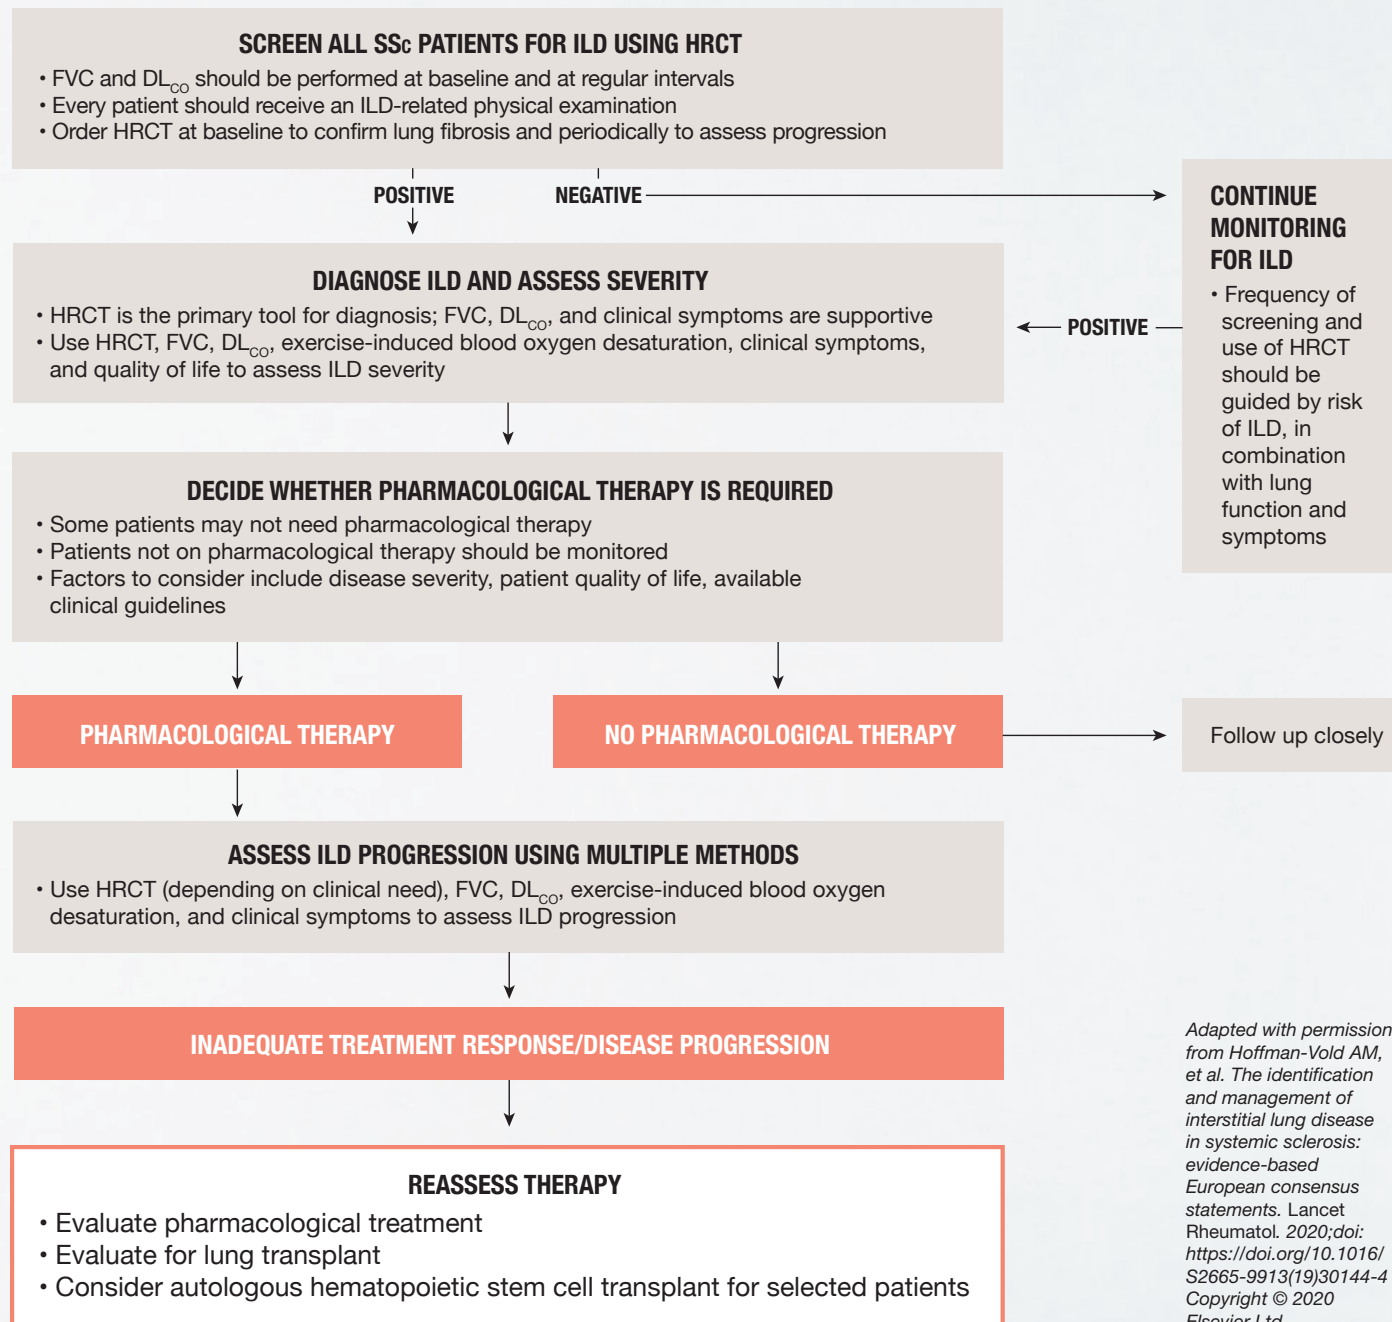 SCREEN ALL SSc PATIENTS FOR ILD USING HRCT
• FVC and DLCO should be performed at baseline and at regular intervals
• Every patient should receive an ILD-related physical examination
• Order HRCT at baseline to confirm lung fibrosis and periodically to assess progression
POSITIVE
NEGATIVE
CONTINUE
MONITORING
FOR ILD
• Frequency of
screening and
use of HRCT
should be
guided by risk
of ILD, in
combination
with lung
function and
symptoms
POSITIVE
DIAGNOSE ILD AND ASSESS SEVERITY
• HRCT is the primary tool for diagnosis; FVC, DLCO, and clinical symptoms are supportive
• Use HRCT, FVC, DLCO, exercise-induced blood oxygen desaturation, clinical symptoms,
and quality of life to assess ILD severity
DECIDE WHETHER PHARMACOLOGICAL THERAPY IS REQUIRED
• Some patients may not need pharmacological therapy
• Patients not on pharmacological therapy should be monitored
• Factors to consider include disease severity, patient quality of life, available
clinical guidelines
PHARMACOLOGICAL THERAPY
NO PHARMACOLOGICAL THERAPY
Follow up closely
ASSESS ILD PROGRESSION USING MULTIPLE METHODS
• Use HRCT (depending on clinical need), FVC, DLCO, exercise-induced blood oxygen
desaturation, and clinical symptoms to assess ILD progression
INADEQUATE TREATMENT RESPONSE/DISEASE PROGRESSION
REASSESS THERAPY
• Evaluate pharmacological treatment
• Evaluate for lung transplant
• Consider autologous hematopoietic stem cell transplant for selected patients
Adapted with permission
from Hoffman-Vold AM,
et al. The identification
and management of
interstitial lung disease
in systemic sclerosis:
evidence-based
European consensus
statements. Lancet
Rheumatol. 2020;doi:
https://doi.org/10.1016/
S2665-9913(19)30144-4
Copyright © 2020
Elsevier Ltd